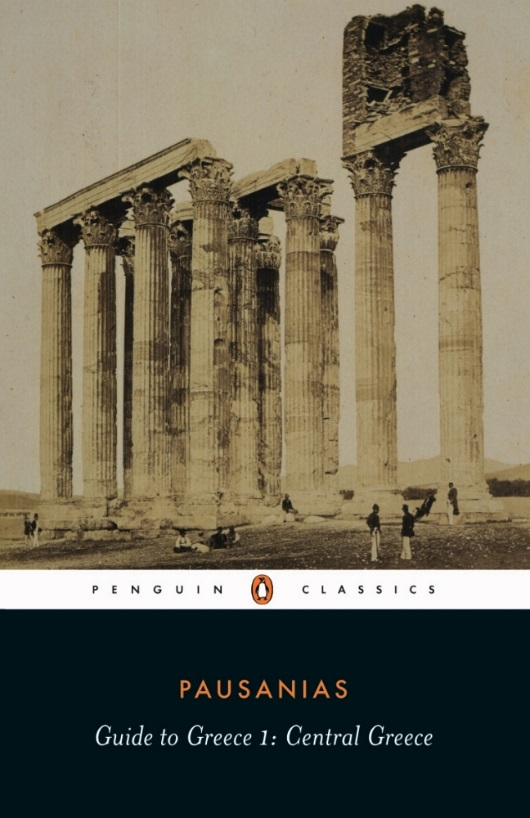 PENGUIN CLASSICS
PAUSANIAS
Guide to Greece 1: Central Greece